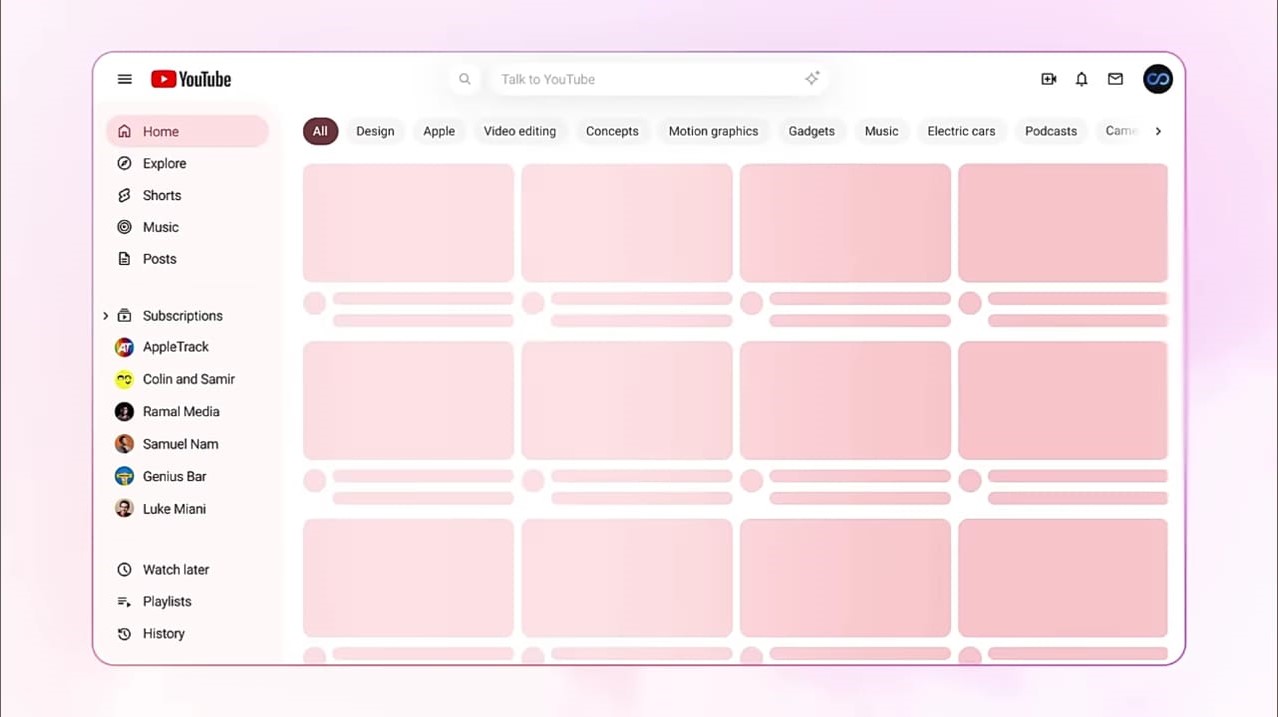 YouTube
Talk to YouTube
Home
Explore
Shorts
Music
Posts
Subscriptions
AppleTrack
Colin and Samir
Ramal Media
Samuel Nam
Genius Bar
Luke Miani
Watch later
Playlists
History
All Design Apple Video editing Concepts Motion graphics Gadgets Music Electric cars Podcasts Came
AT